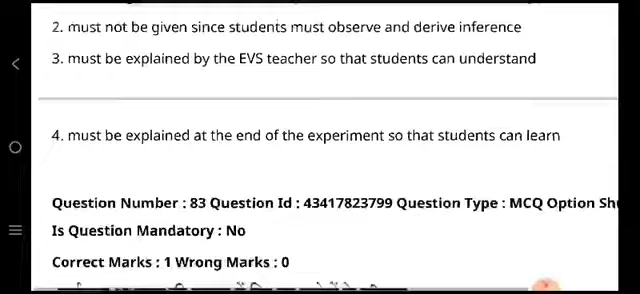 2. must not be given since students must observe and derive inference
3. must be explained by the EVS teacher so that students can understand
4. must be explained at the end of the experiment so that students can learn
Question Number : 83 Question Id : 43417823799 Question Type : MCQ Option
Is Question Mandatory : No
Correct Marks : 1 Wrong Marks : 0